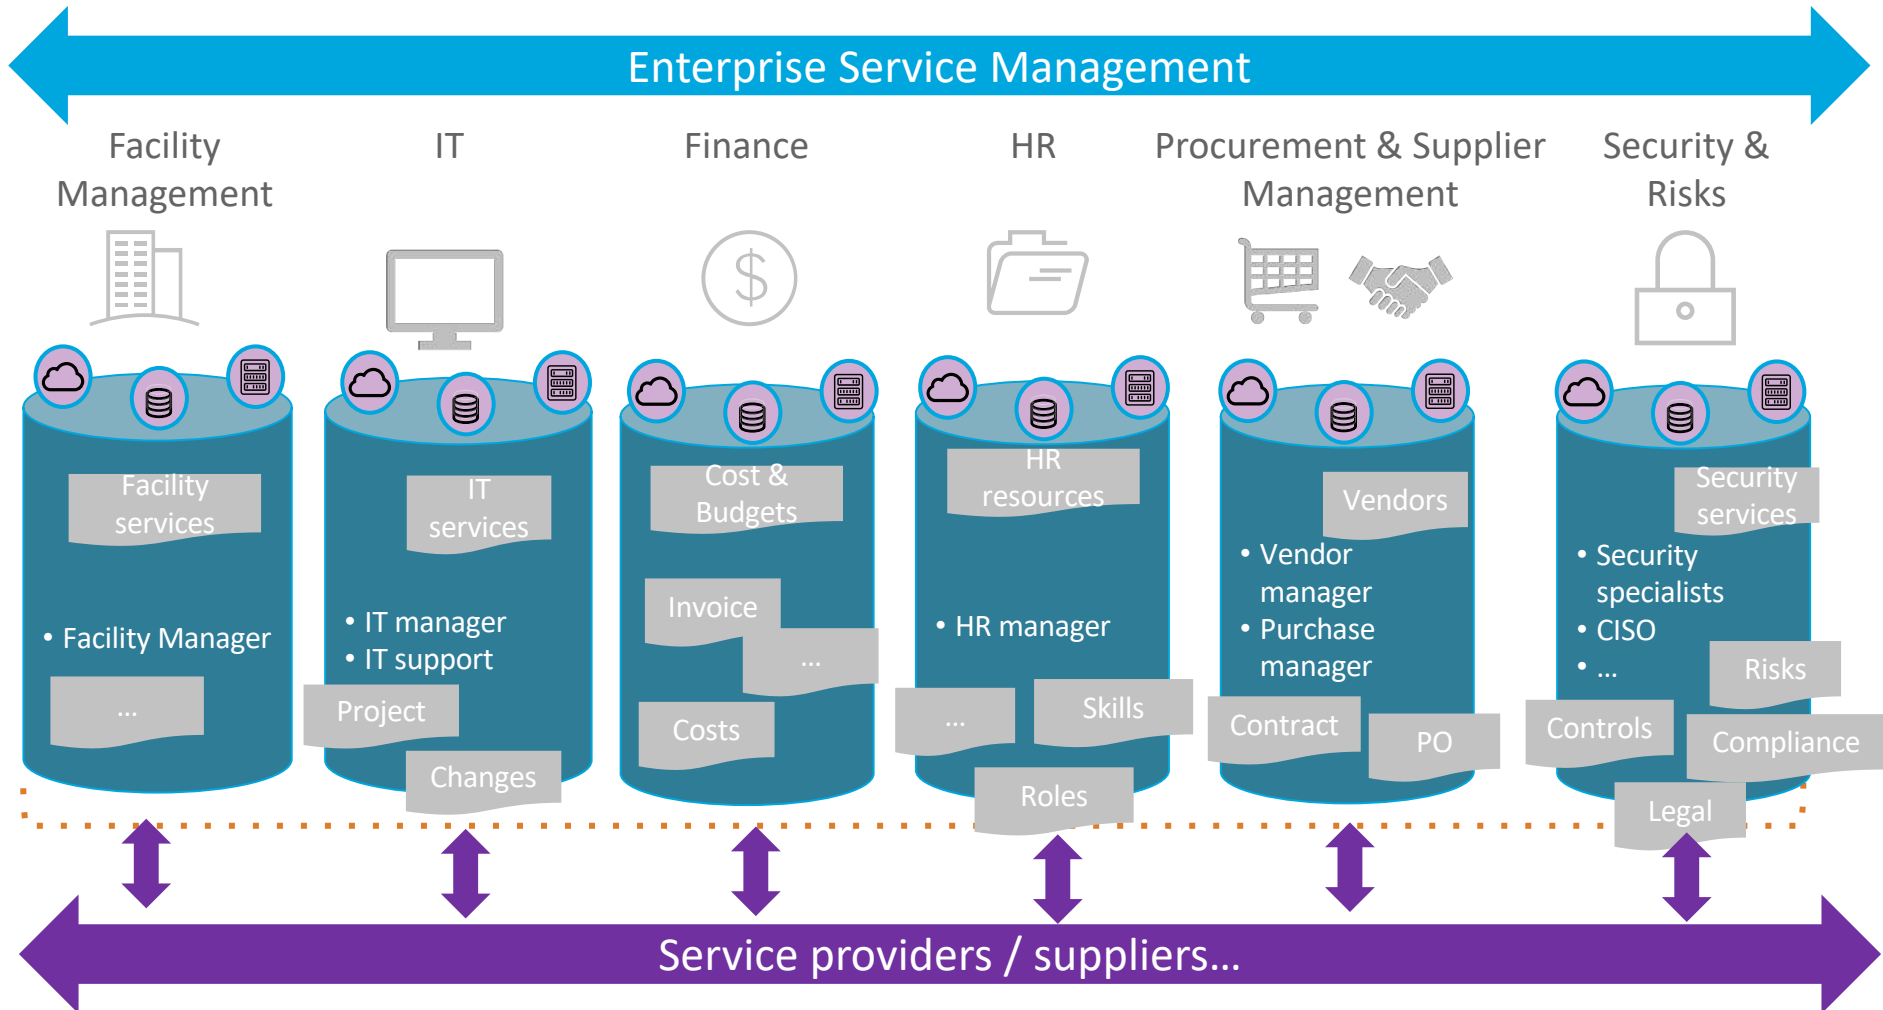 Enterprise Service Management
Facility
Management
IT
Finance
HR
Procurement & Supplier
Management
Security &
Risks
$
Facility
services
• Facility Manager
...
IT
services
• IT manager
• IT support
Project
Changes
Cost &
Budgets
Invoice
...
Costs
HR
resources
• HR manager
...
Skills
Roles
Vendors
• Vendor
manager
• Purchase
manager
Contract
PO
Security
services
• Security
specialists
• CISO
• ...
Risks
Controls
Compliance
Legal
Service providers / suppliers...